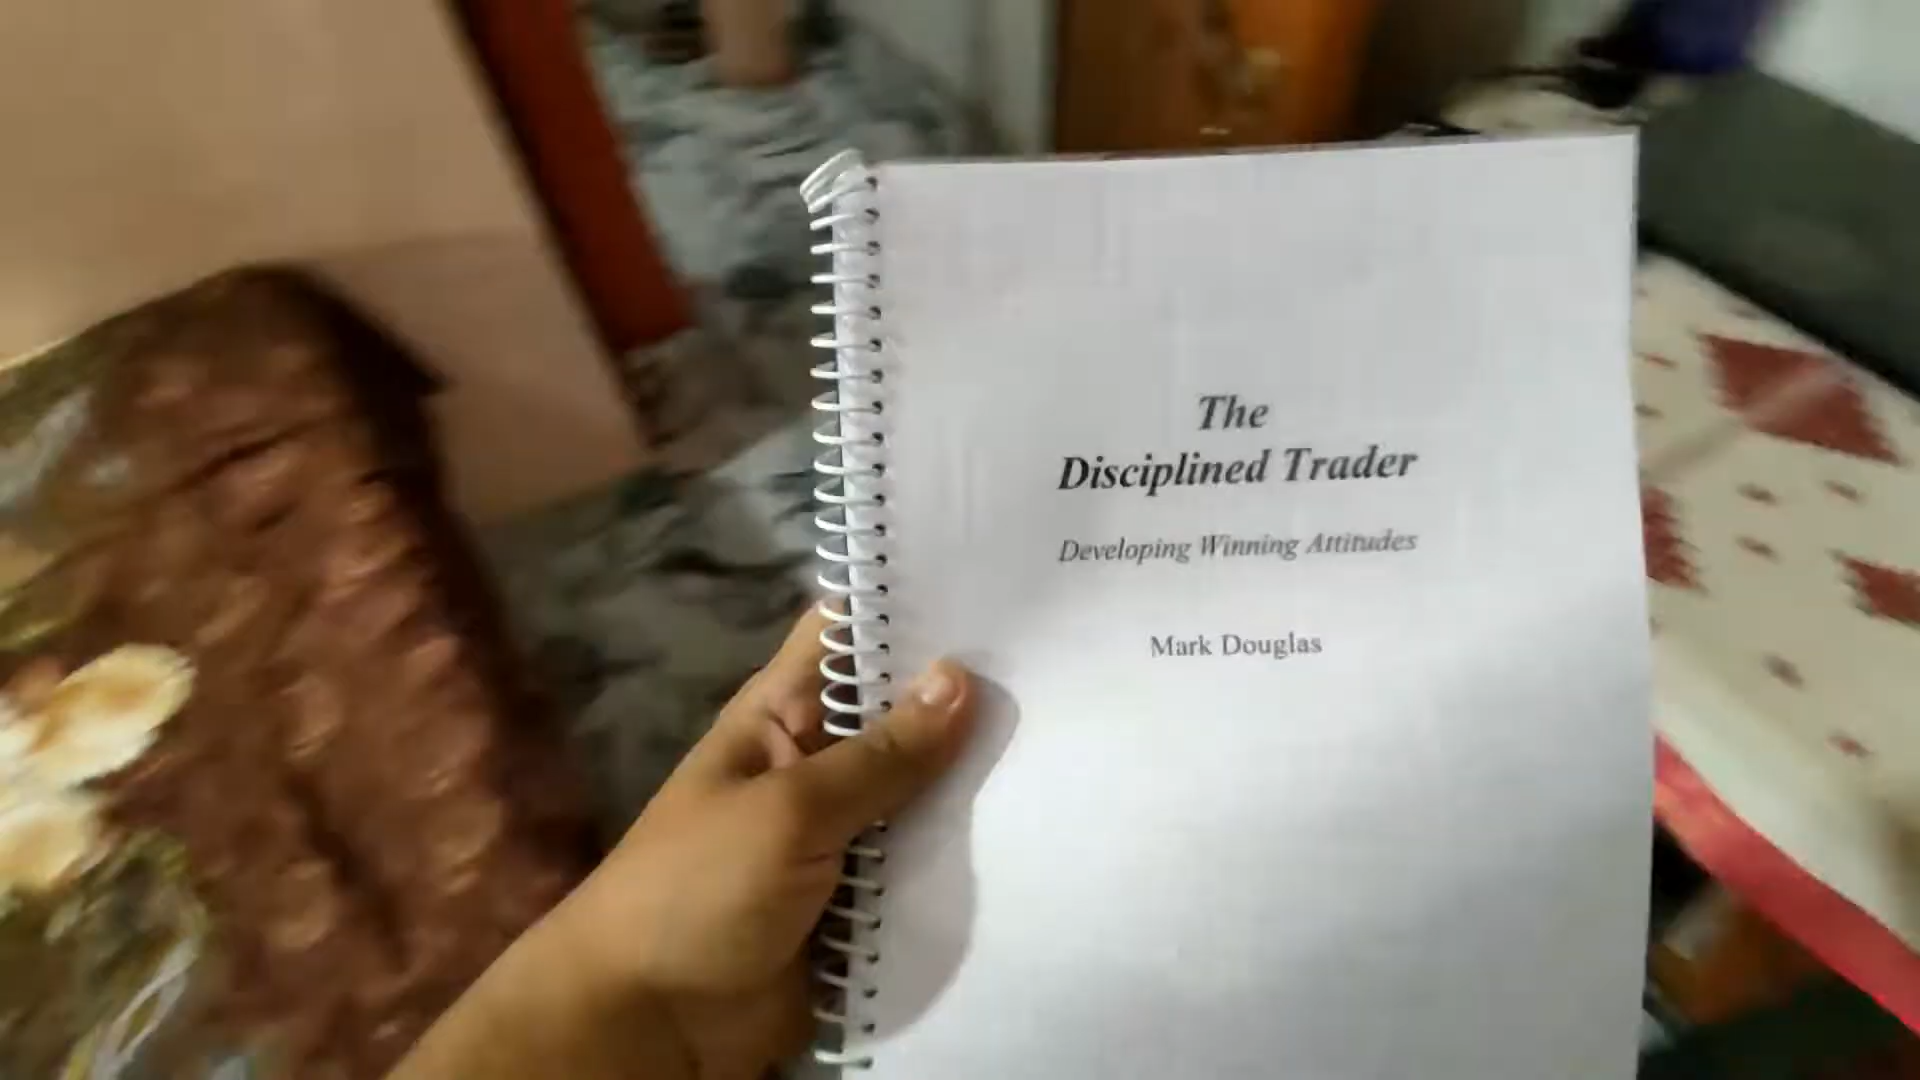 The
Disciplined Trader
Developing Winning Attitudes
Mark Douglas